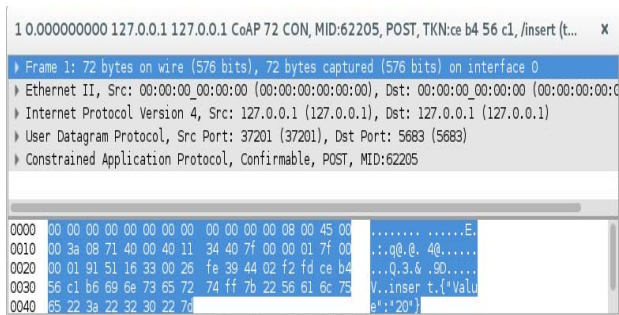 1 0.000000000 127.0.0.1 127.0.0.1 CoAP 72 CON, MID:62205, POST, TKN:ce b4 56 c1, /insert (t... x
Frame 1: 72 bytes on wire (576 bits), 72 bytes captured (576 bits) on interface 0
Ethernet II, Src: 00:00:00_00:00:00 (00:00:00:00:00:00), Dst: 00:00:00_00:00:00 (00:00:00:00:0
Internet Protocol Version 4, Src: 127.0.0.1 (127.0.0.1), Dst: 127.0.0.1 (127.0.0.1)
User Datagram Protocol, Src Port: 37201 (37201), Dst Port: 5683 (5683)
Constrained Application Protocol, Confirmable, POST, MID:62205
0000 00 00 00 00 00 00 00 00 00 00 00 00 08 00 45 00 ........ ......E.
0010 00 3a 08 71 40 00 40 11 34 40 7f 00 00 01 7f 00 .:.q@.@. 4@......
0020 00 01 91 51 16 33 00 26 fe 39 44 02 f2 fd ce b4 ...Q.3.& .9D.....
0030 56 c1 b6 69 6e 73 65 72 74 ff 7b 22 56 61 6c 75 V..inser t.{"Valu
0040 65 22 3a 22 32 30 22 7d e":"20"}